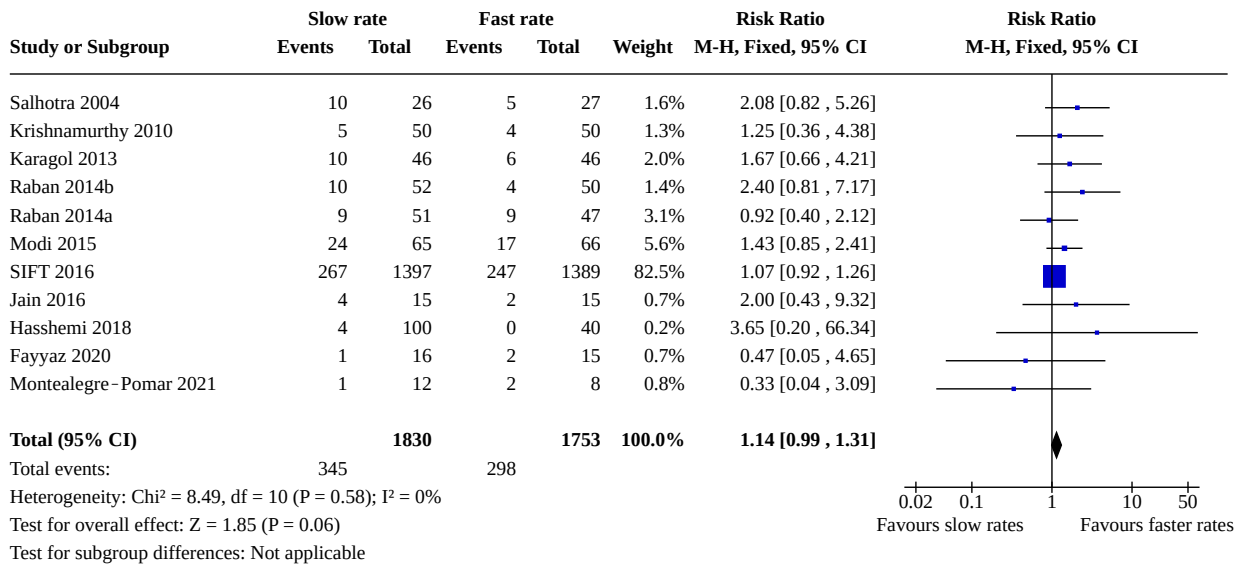 Slow rate Fast rate Risk Ratio Risk Ratio
Study or Subgroup Events Total Events Total Weight M-H, Fixed, 95% CI M-H, Fixed, 95% CI
Salhotra 2004 10 26 5 27 1.6% 2.08 [0.82 , 5.26]
Krishnamurthy 2010 5 50 4 50 1.3% 1.25 [0.36 , 4.38]
Karagol 2013 10 46 6 46 2.0% 1.67 [0.66 , 4.21]
Raban 2014b 10 52 4 50 1.4% 2.40 [0.81 , 7.17]
Raban 2014a 9 51 9 47 3.1% 0.92 [0.40 , 2.12]
Modi 2015 24 65 17 66 5.6% 1.43 [0.85 , 2.41]
SIFT 2016 267 1397 247 1389 82.5% 1.07 [0.92 , 1.26]
Jain 2016 4 15 2 15 0.7% 2.00 [0.43 , 9.32]
Hasshemi 2018 4 100 0 40 0.2% 3.65 [0.20 , 66.34]
Fayyaz 2020 1 16 2 15 0.7% 0.47 [0.05 , 4.65]
Montealegre-Pomar 2021 1 12 2 8 0.8% 0.33 [0.04 , 3.09]
Total (95% CI) 1830 1753 100.0% 1.14 [0.99 , 1.31]
Total events: 345 298
Heterogeneity: Chi² = 8.49, df = 10 (P = 0.58); I² = 0%
0.02 0.1 1 10 50
Test for overall effect: Z = 1.85 (P = 0.06)
Favours slow rates Favours faster rates
Test for subgroup differences: Not applicable